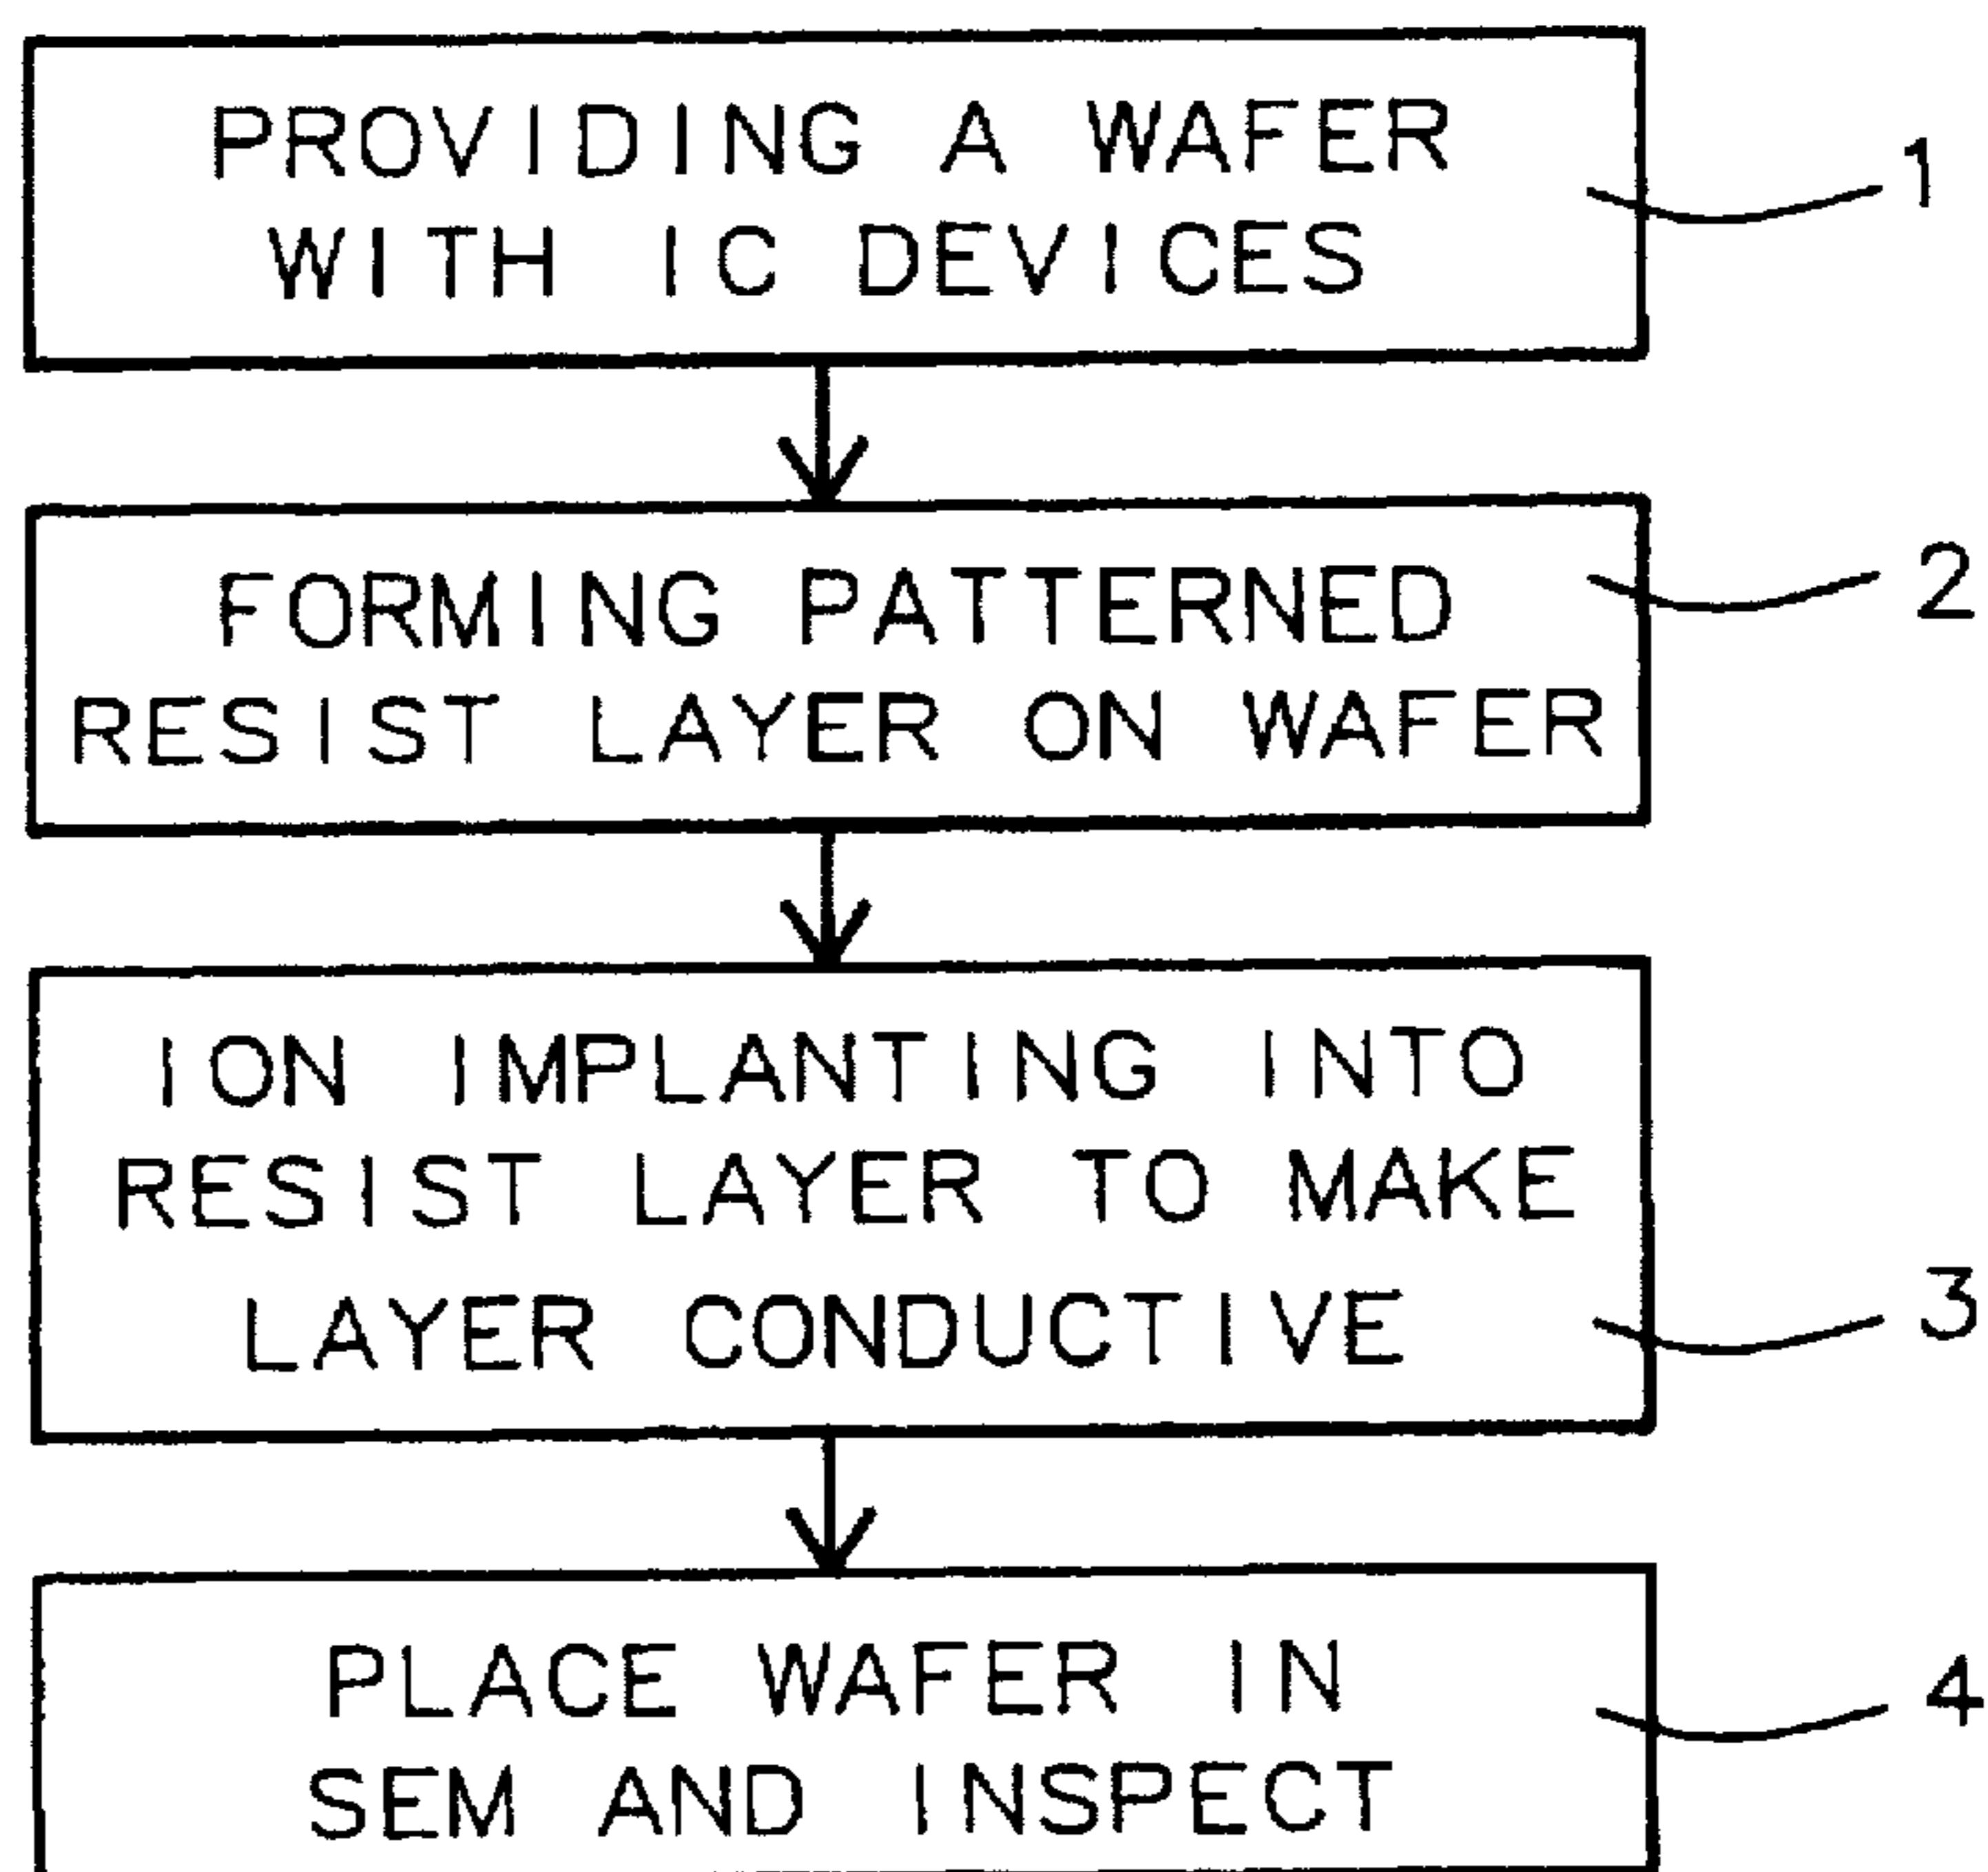 PROVIDING A WAFER
WITH IC DEVICES
1
FORMING PATTERNED
RESIST LAYER ON WAFER
2
ION IMPLANTING INTO
RESIST LAYER TO MAKE
LAYER CONDUCTIVE
3
PLACE WAFER IN
SEM AND INSPECT
4